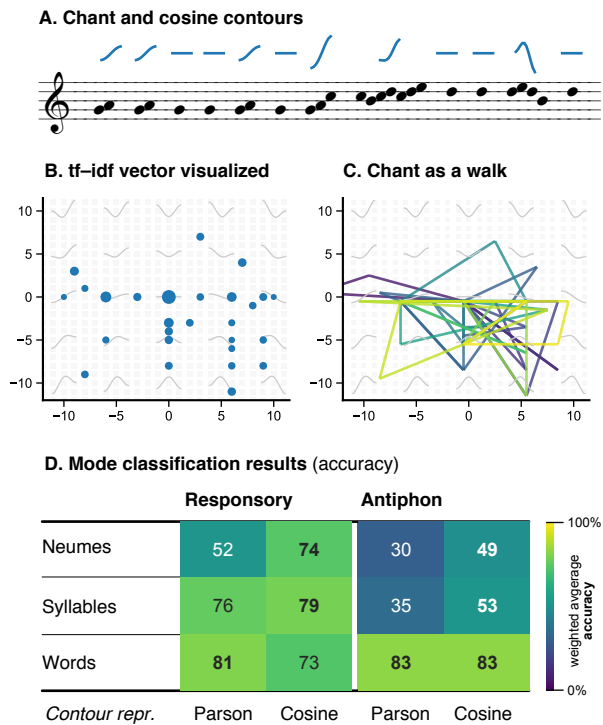 A. Chant and cosine contours
B. tf–idf vector visualized
C. Chant as a walk
10
5
0
−5
−10
−10 −5 0 5 10
10
5
0
−5
−10
−10 −5 0 5 10
D. Mode classification results (accuracy)
Responsory Antiphon
Neumes 52 74 30 49
Syllables 76 79 35 53
Words 81 73 83 83
Contour repr. Parson Cosine Parson Cosine
100%
weighted avgerage
accuracy
0%